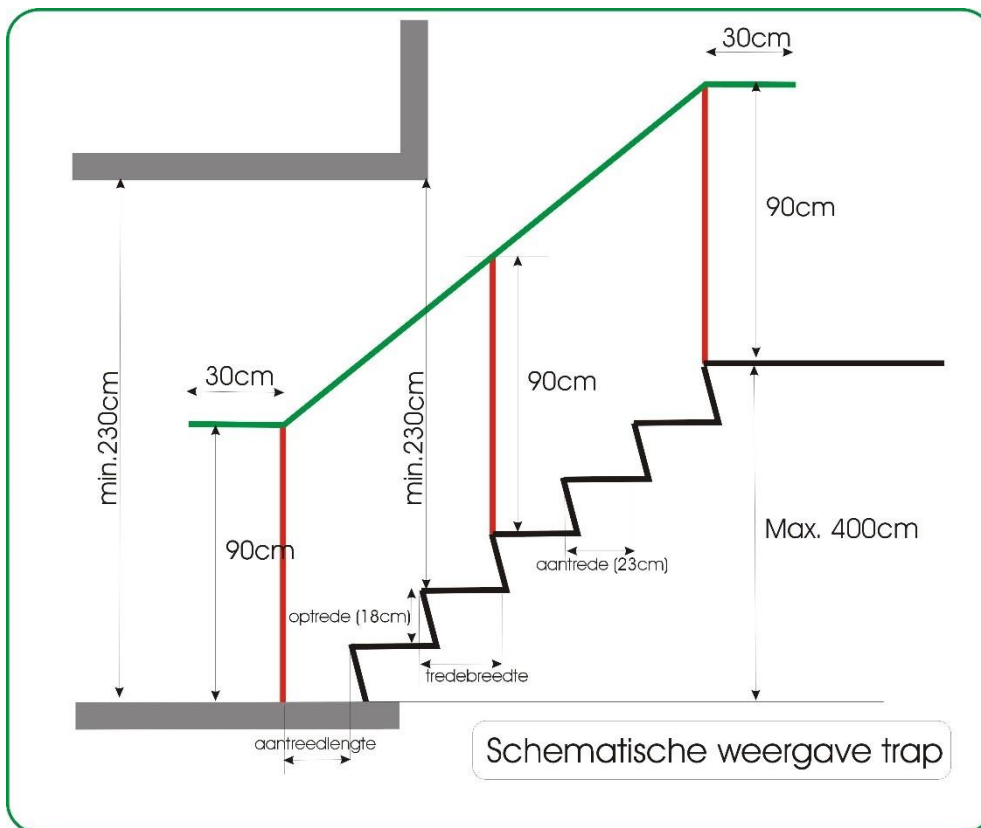 30cm
90cm
30cm
min.230cm
min.230cm
90cm
90cm
Max. 400cm
aantrede (23cm)
optrede (18cm)
tredebreedte
aantreedlengte
Schematische weergave trap